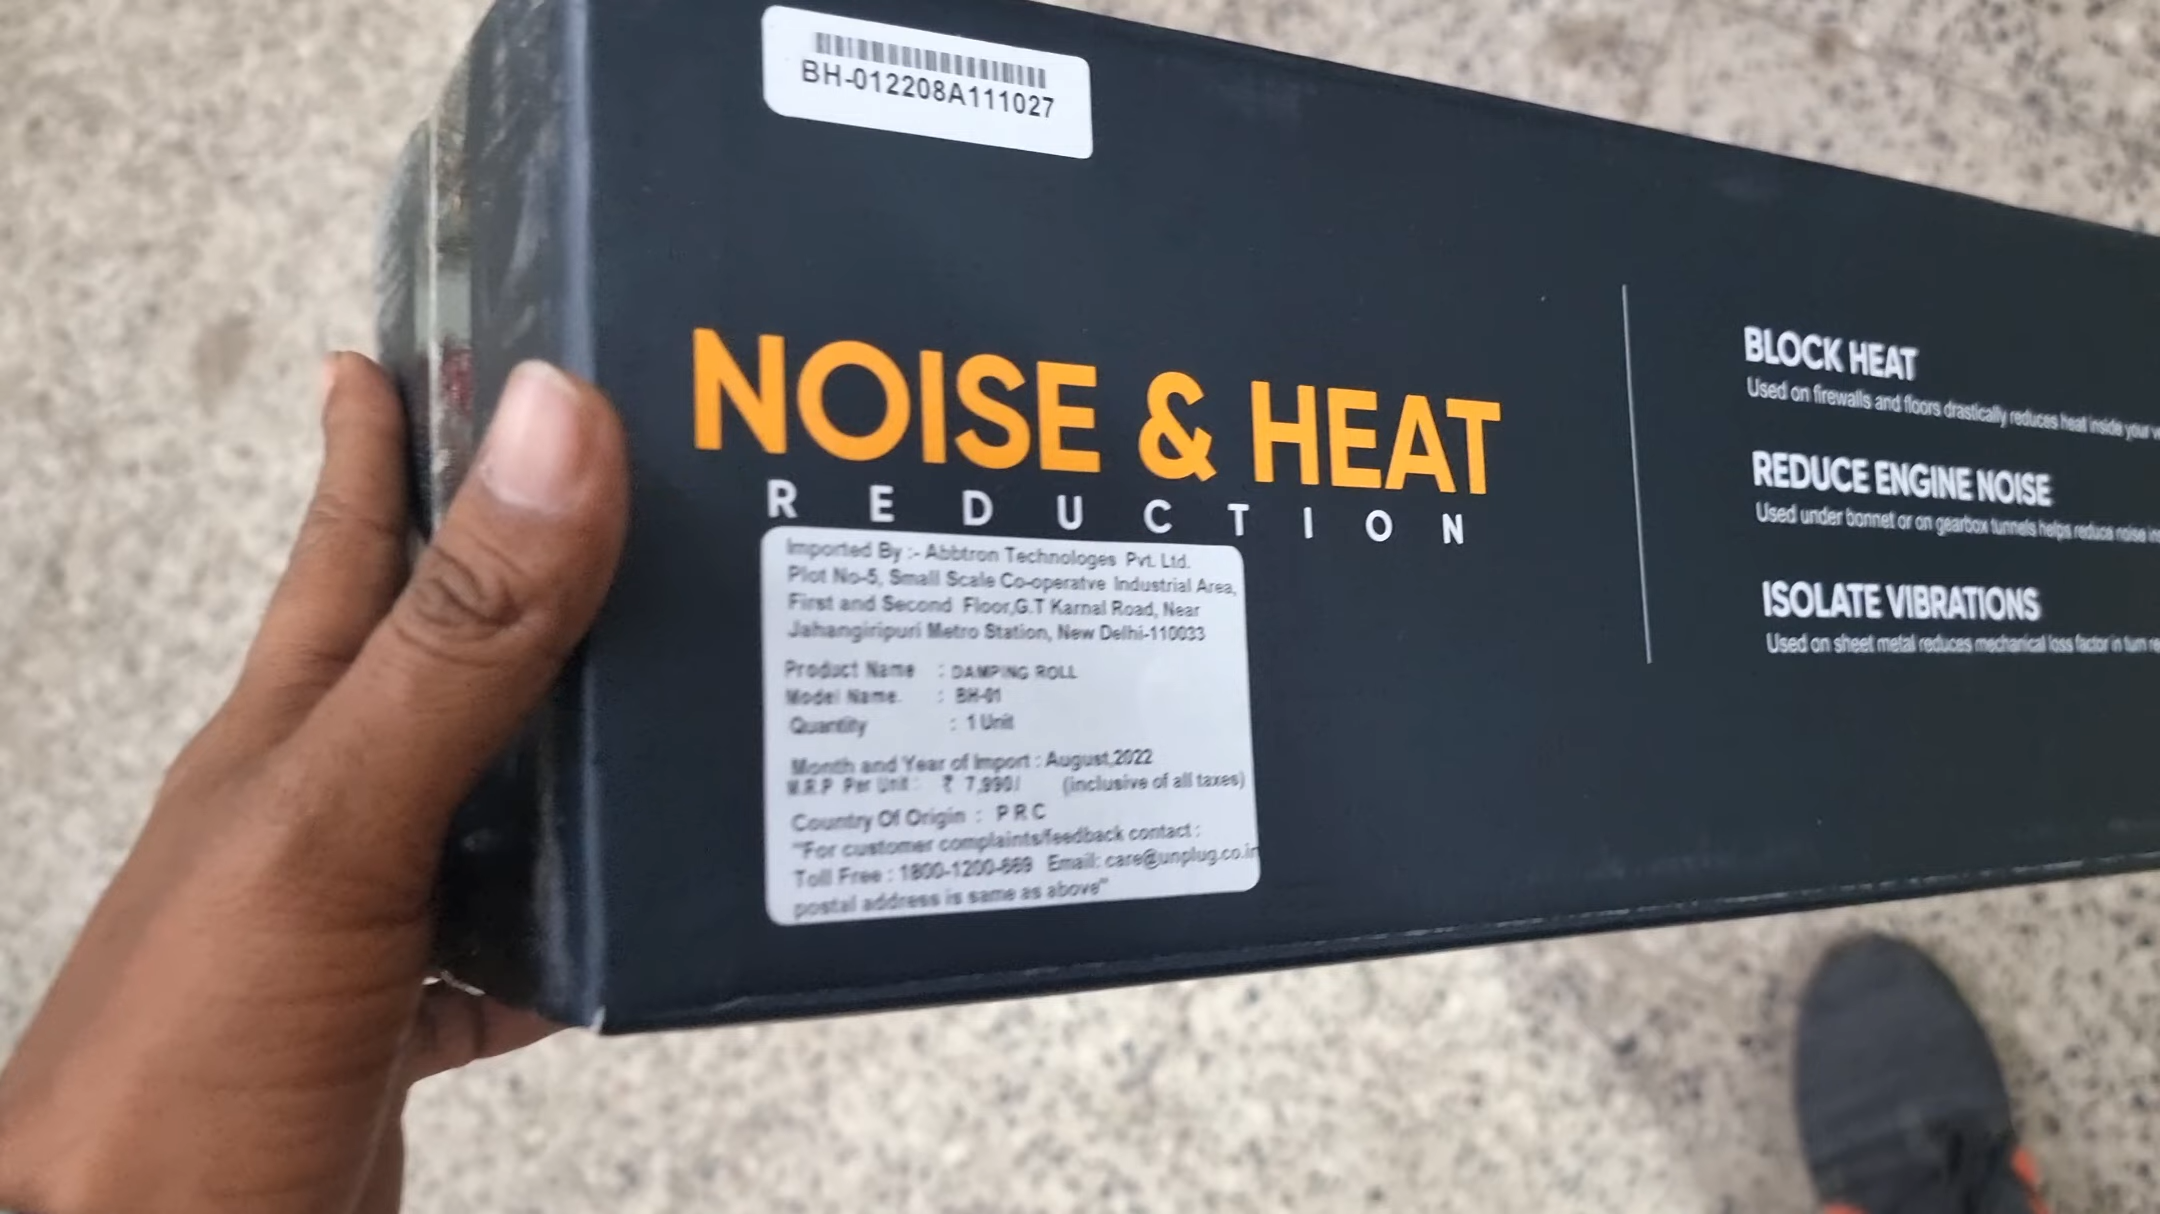 BH-012208A111027
NOISE & HEAT
REDUCTION
Imported By :- Abbtron Technologes Pvt. Ltd.
Plot No-5, Small Scale Co-operatve Industrial Area,
First and Second Floor,G.T Karnal Road, Near
Jahangiripuri Metro Station, New Delhi-110033
Product Name : DAMPING ROLL
Model Name. : BH-01
Quantity : 1 Unit
Month and Year of Import : August,2022
M.R.P Per Unit : ₹ 7,990/ (inclusive of all taxes)
Country Of Origin : P R C
"For customer complaints/feedback contact :
Toll Free : 1800-1200-669 Email: care@unplug.co.in
postal address is same as above"
BLOCK HEAT
Used on firewalls and floors drastically reduces heat inside your
REDUCE ENGINE NOISE
Used under bonnet or on gearbox tunnels helps reduce noise
ISOLATE VIBRATIONS
Used on sheet metal reduces mechanical loss factor in turn